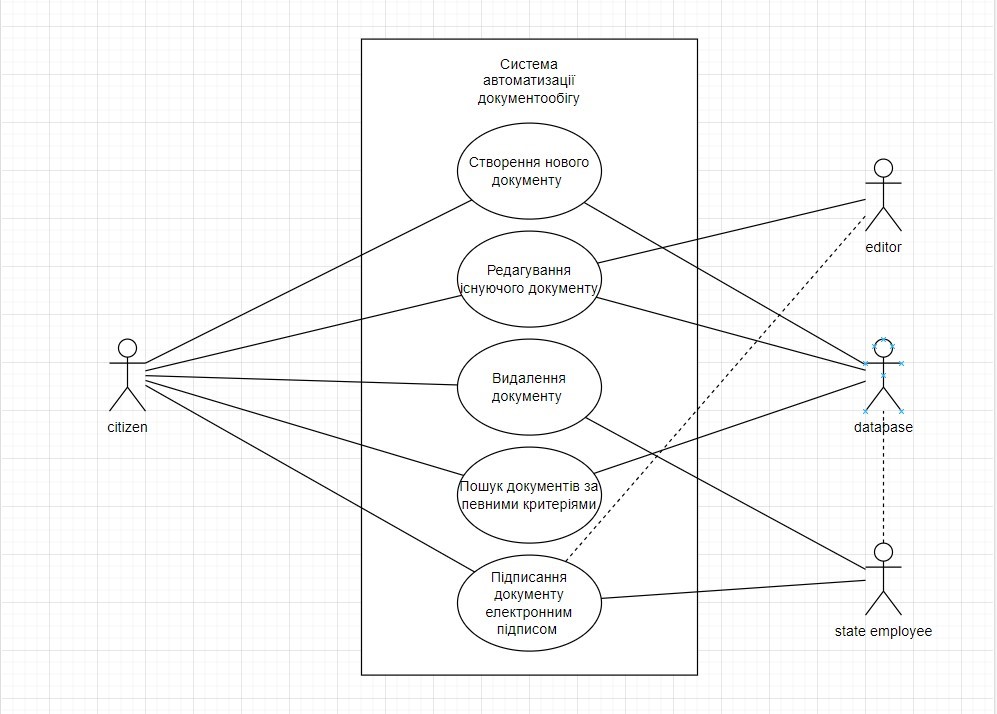 Система
автоматизації
документообігу
Створення нового
документу
Редагування
існуючого документу
Видалення
документу
Пошук документів за
певними критеріями
Підписання
документу
електронним
підписом
citizen
editor
database
state employee